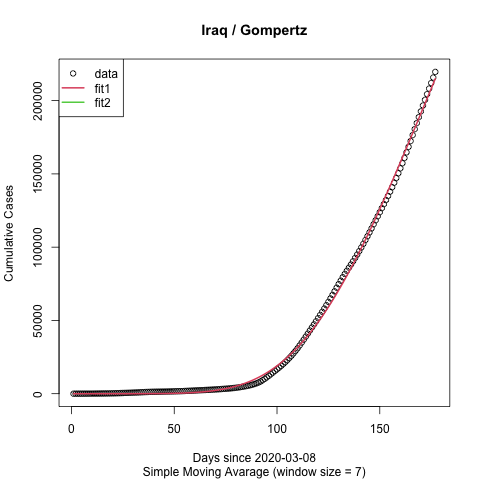 Iraq / Gompertz
data
fit1
fit2
Cumulative Cases
200000
150000
100000
50000
0
0 50 100 150
Days since 2020-03-08
Simple Moving Avarage (window size = 7)